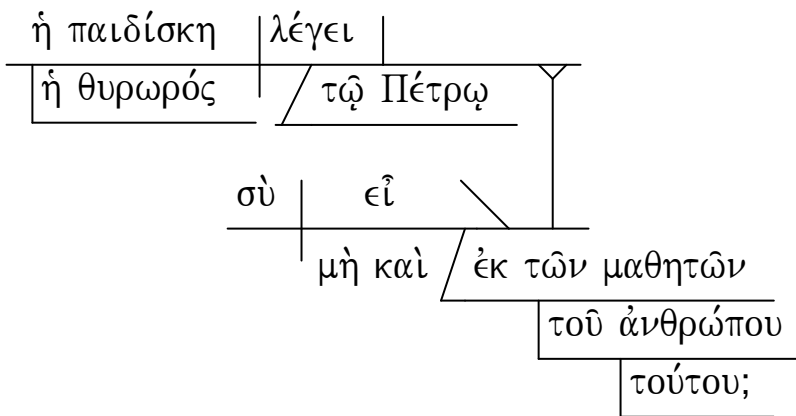 ἡ παιδίσκη λέγει
ἡ θυρωρός τῷ Πέτρῳ
σὺ εἶ
μὴ καὶ ἐκ τῶν μαθητῶν
τοῦ ἀνθρώπου
τούτου;